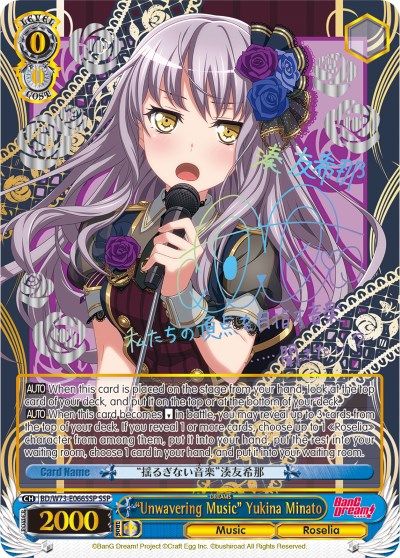 LEVEL
0
0
COST
湊 友希那
私たちの頂点を
AUTO When this card is placed on the stage from your hand, look at the top
card of your deck, and put it on the top or at the bottom of your deck.
AUTO When this card becomes in battle, you may reveal up to 3 cards from
the top of your deck. If you reveal 1 or more cards, choose up to 1 <Roselia>
character from among them, put it into your hand, put the rest into your
waiting room, choose 1 card in your hand, and put it into your waiting room.
Card Name
“揺るぎない音楽”湊友希那
CH BD/W73-E066SSP SSP
DREAMS
"Unwavering Music" Yukina Minato
BanG Dream!
POWER
2000
SOUL
Music
Roselia
©BanG Dream! Project ©Craft Egg Inc. ©bushiroad All Rights Reserved.